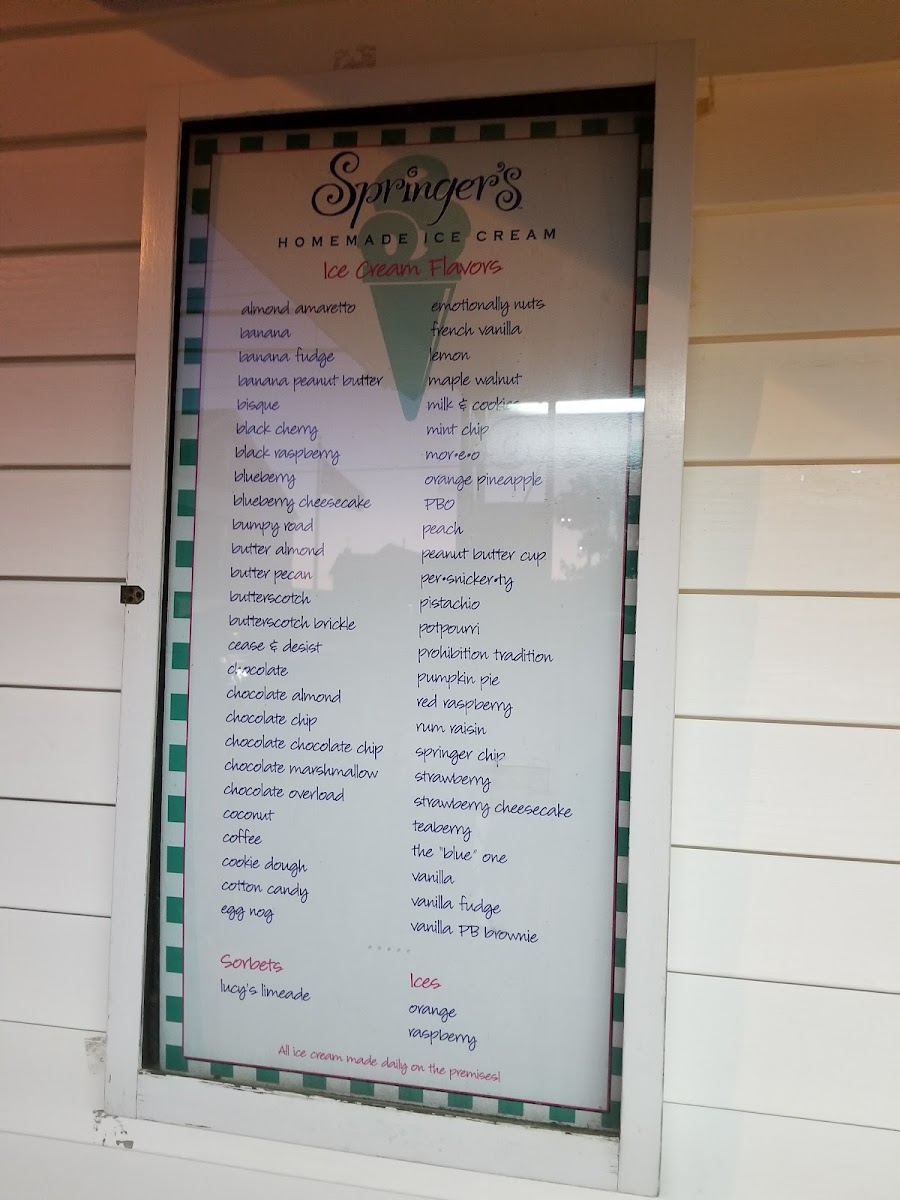 Springer's
HOMEMADE ICE CREAM
Ice Cream Flavors
almond amaretto
banana
banana fudge
banana peanut butter
bisque
black cherry
black raspberry
blueberry
blueberry cheesecake
bumpy road
butter almond
butter pecan
butterscotch
butterscotch brickle
cease & desist
chocolate
chocolate almond
chocolate chip
chocolate chocolate chip
chocolate marshmallow
chocolate overload
coconut
coffee
cookie dough
cotton candy
egg nog
emotionally nuts
french vanilla
lemon
maple walnut
milk & cookies
mint chip
mor•e•o
orange pineapple
PBO
peach
peanut butter cup
per•snicker•ty
pistachio
potpourri
prohibition tradition
pumpkin pie
red raspberry
rum raisin
springer chip
strawberry
strawberry cheesecake
teaberry
the "blue" one
vanilla
vanilla fudge
vanilla PB brownie
Sorbets
lucy's limeade
Ices
orange
raspberry
All ice cream made daily on the premises!